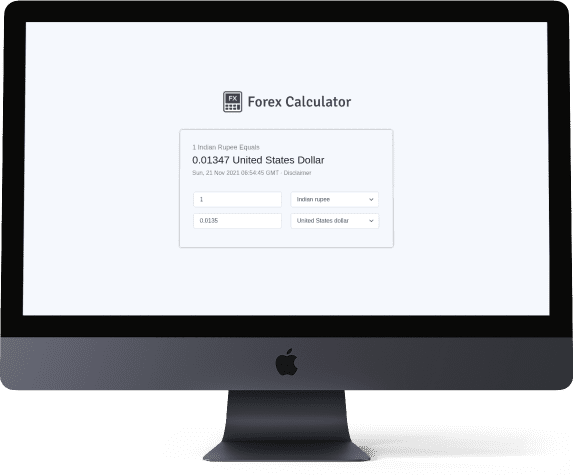 FX
Forex Calculator
1 Indian Rupee Equals
0.01347 United States Dollar
Sun, 21 Nov 2021 06:54:45 GMT · Disclaimer
1
Indian rupee
0.0135
United States dollar